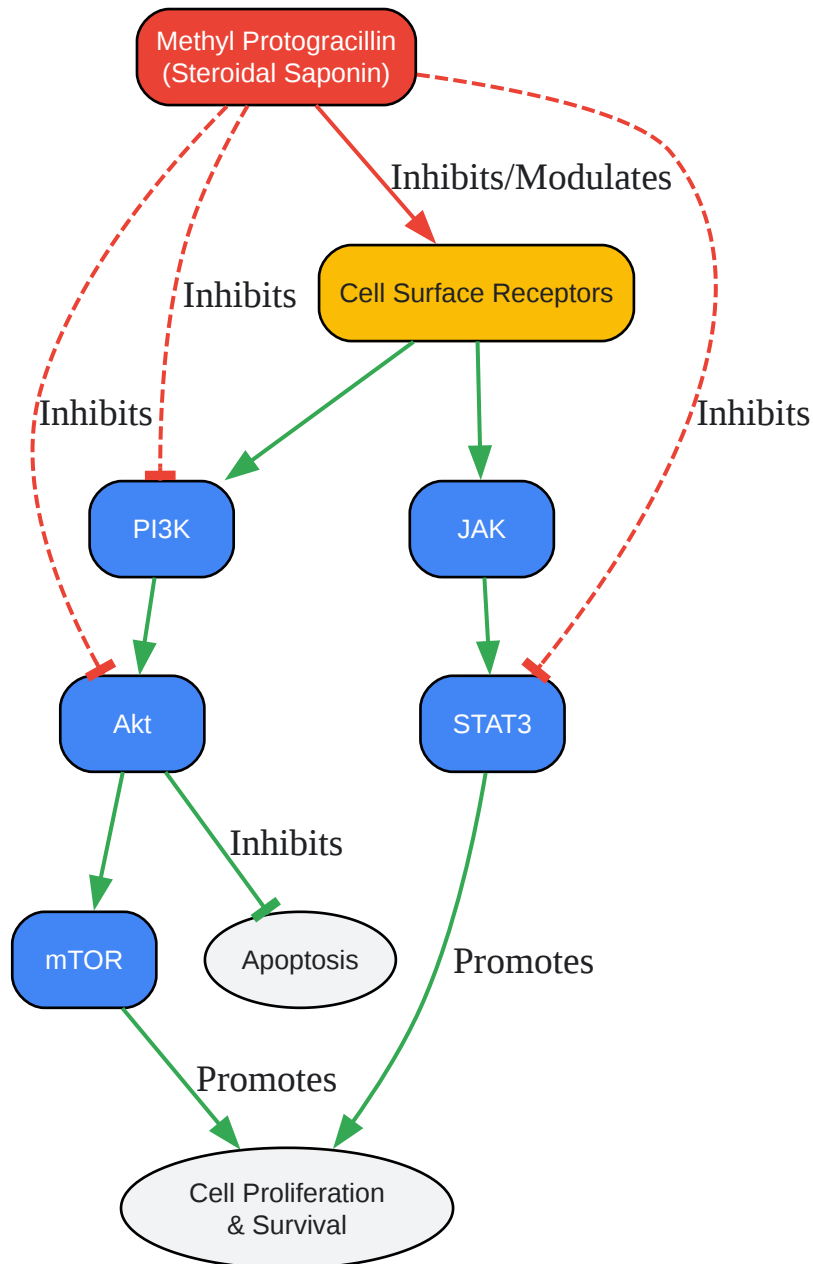 Methyl Protogracillin
(Steroidal Saponin)
Inhibits/Modulates
Cell Surface Receptors
Inhibits
Inhibits
Inhibits
PI3K
JAK
Akt
STAT3
Inhibits
mTOR
Apoptosis
Promotes
Promotes
Cell Proliferation
& Survival